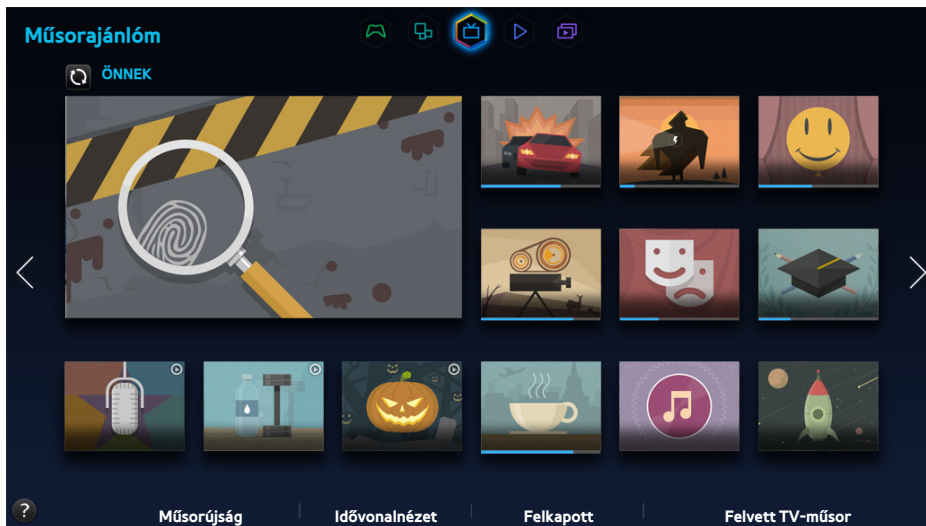 Műsorajánlóm
ÖNNEK
?
Műsorújság
Idővonalnézet
Felkapott
Felvett TV-műsor